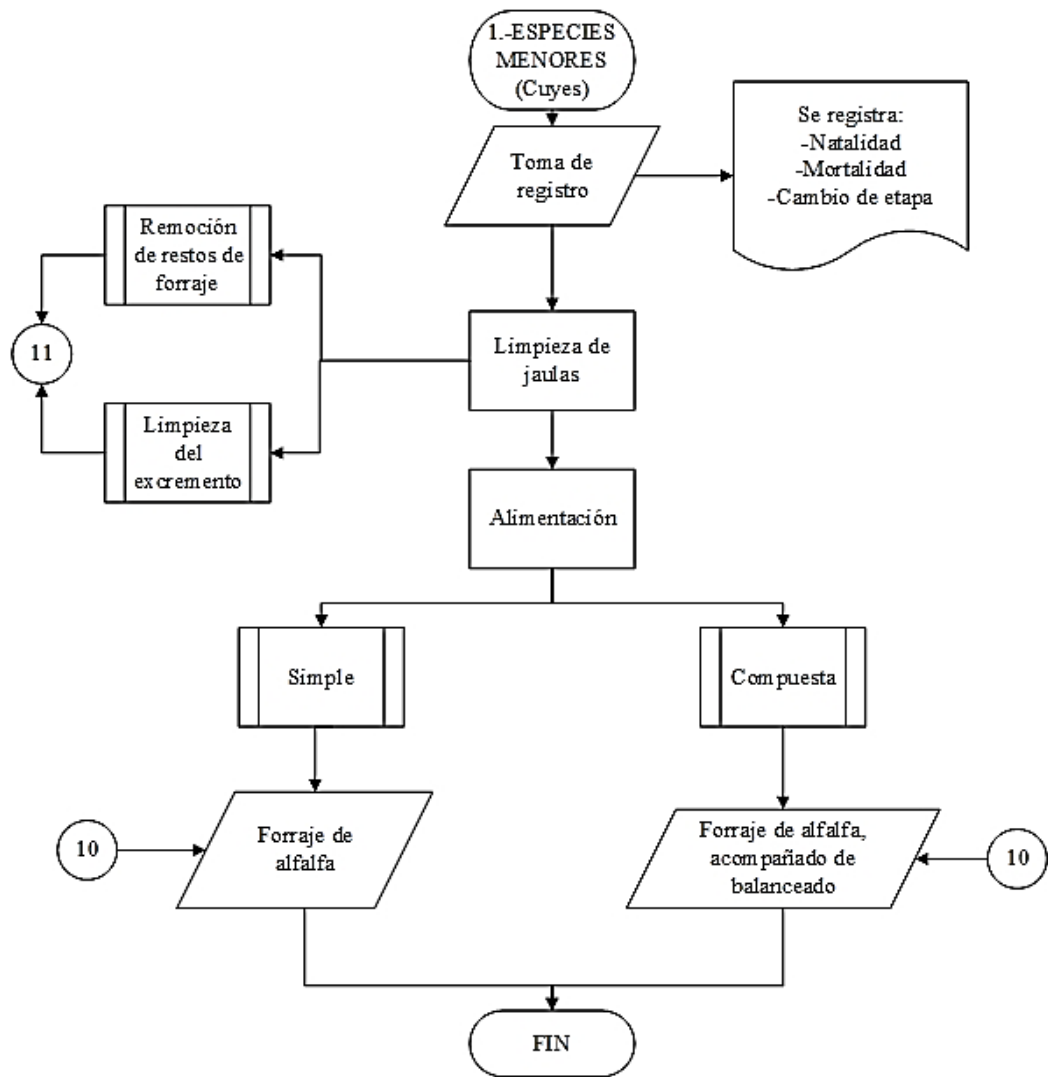 1.-ESPECIES
MENORES
(Cuyes)
Toma de
registro
Se registra:
-Natalidad
-Mortalidad
-Cambio de etapa
Remoción
de restos de
forraje
11
Limpieza
del
excremento
Limpieza de
jaulas
Alimentación
Simple
Compuesta
10
Forraje de
alfalfa
Forraje de alfalfa,
acompañado de
balanceado
10
FIN